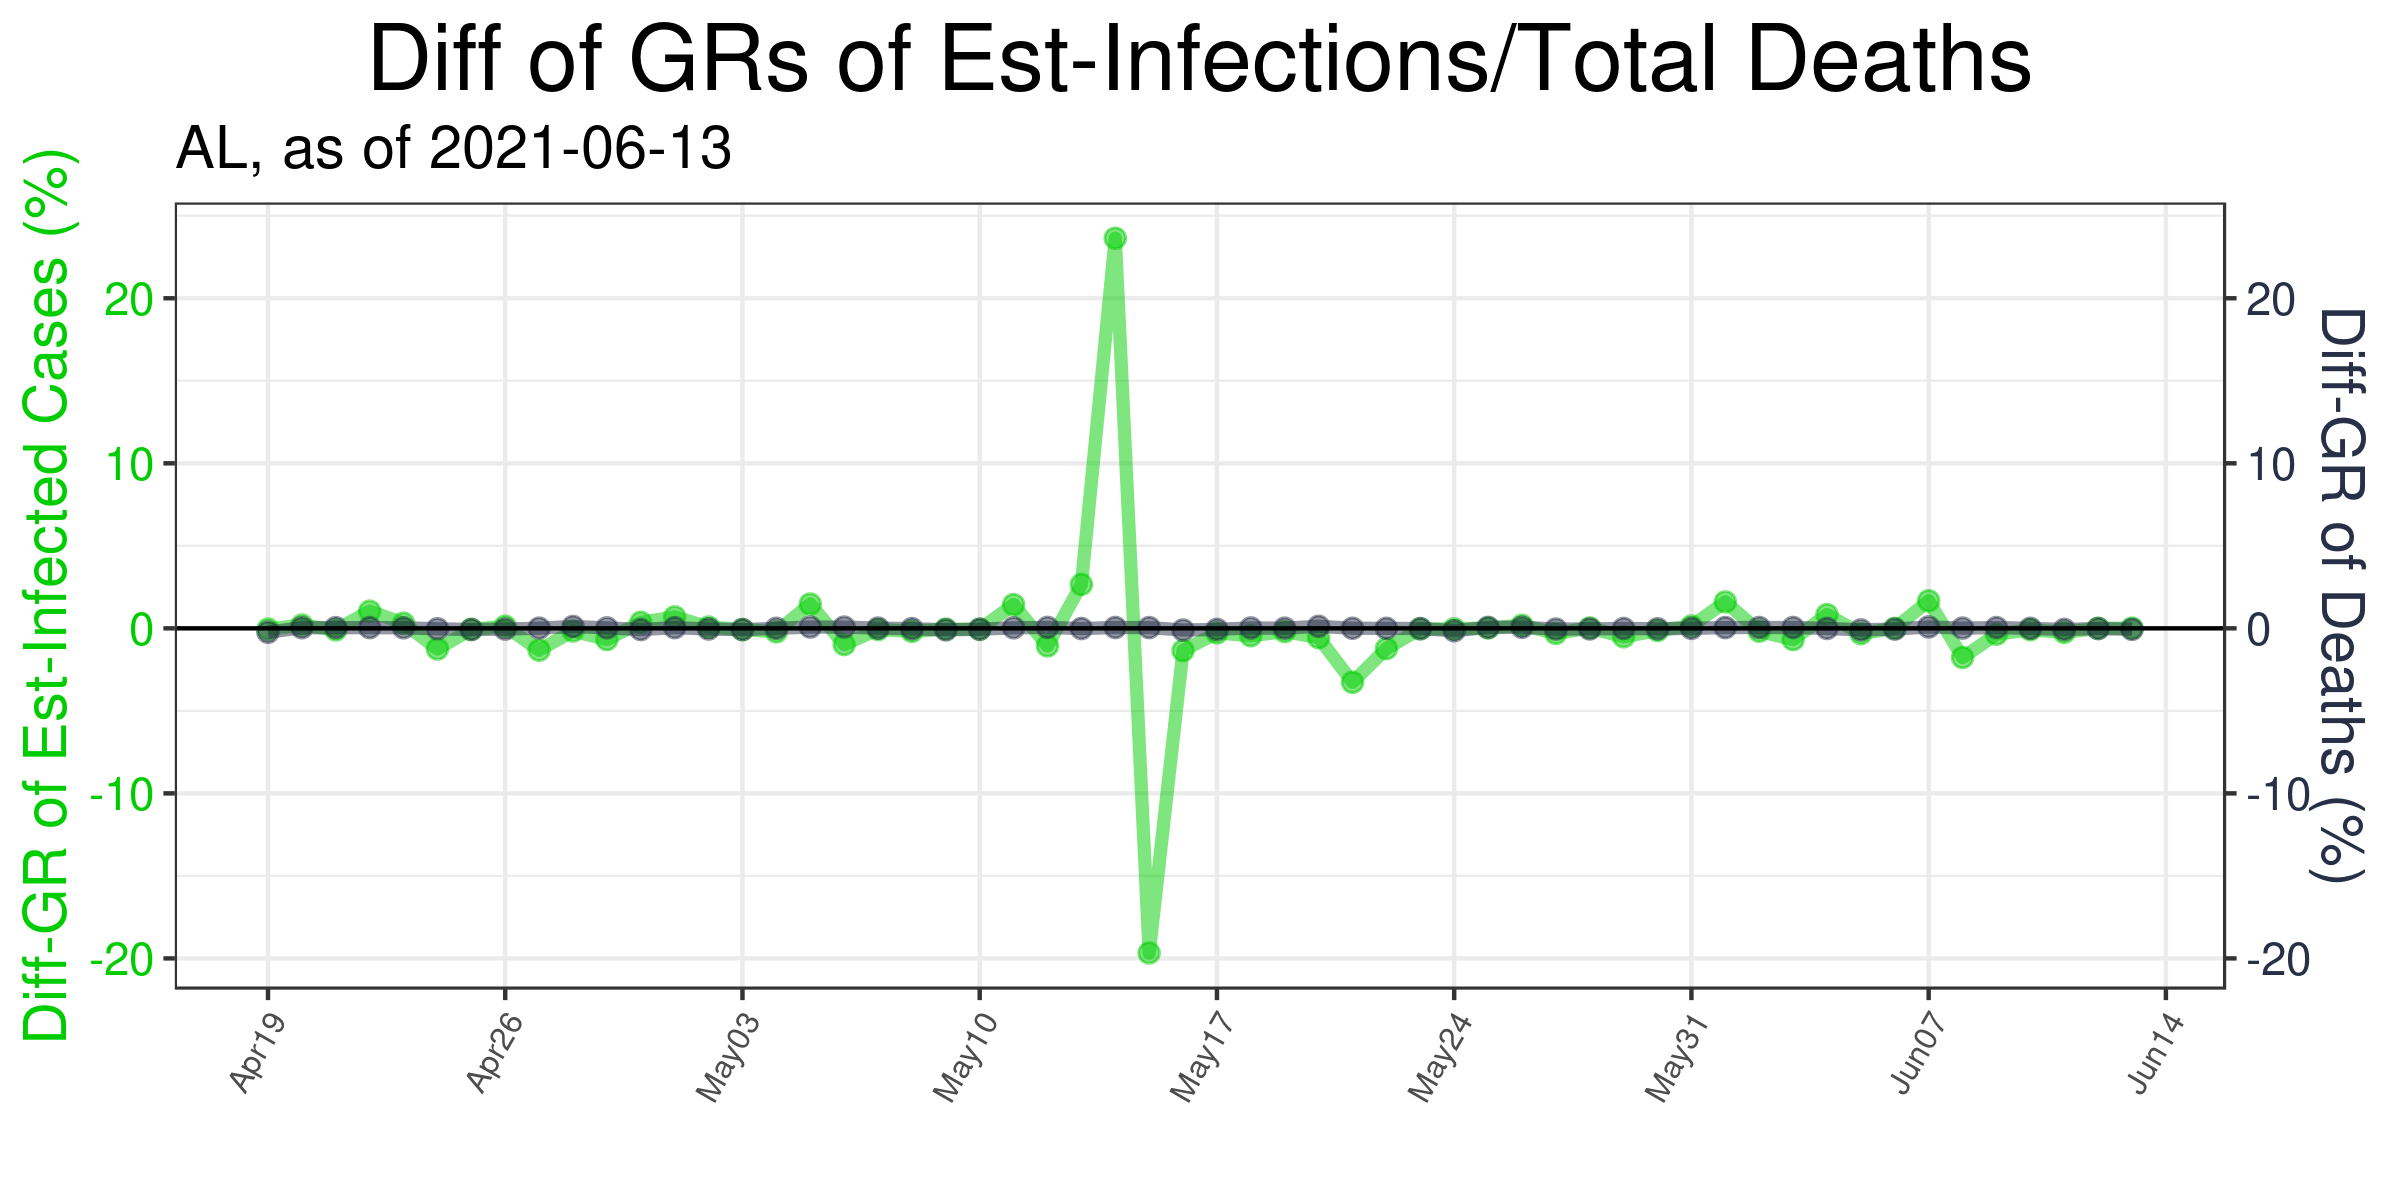 Diff of GRs of Est-Infections/Total Deaths
AL, as of 2021-06-13
Diff-GR of Est-Infected Cases (%)
20
10
0
-10
-20
20
10
0
-10
-20
Diff-GR of Deaths (%)
Apr19
Apr26
May03
May10
May17
May24
May31
Jun07
Jun14